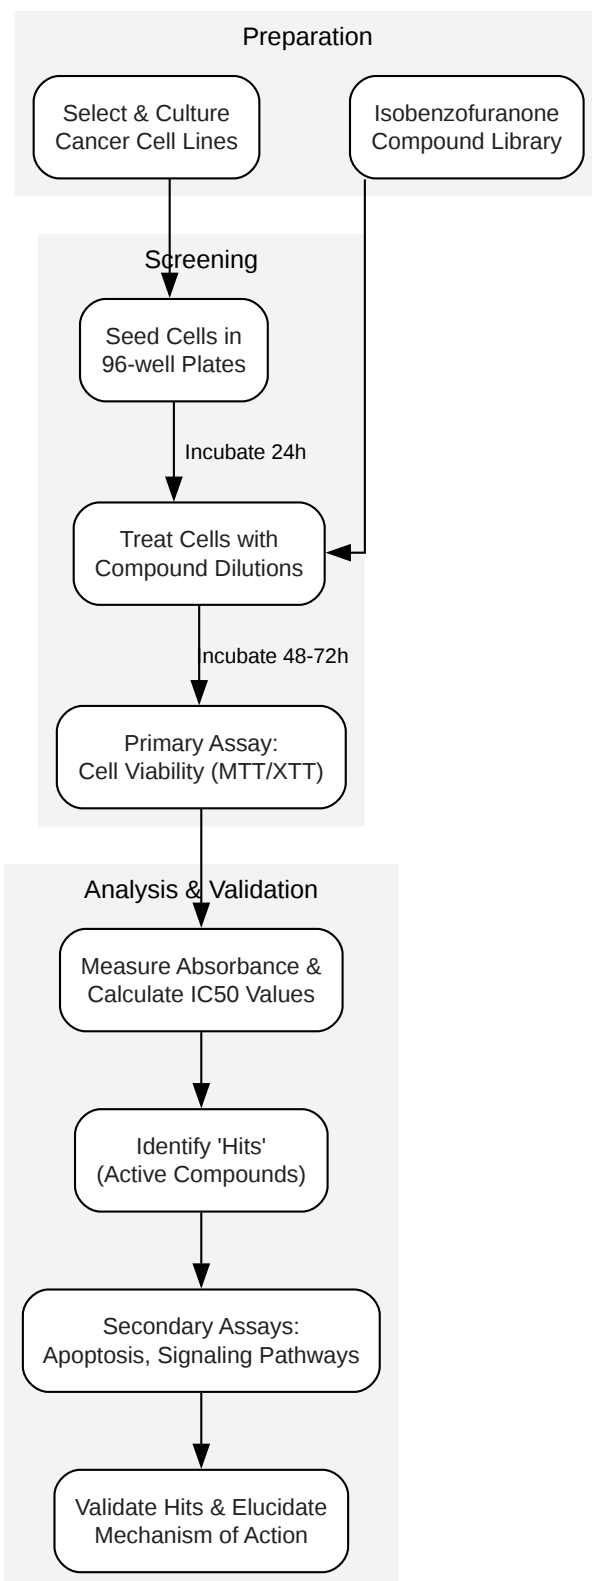 Preparation
Select & Culture
Cancer Cell Lines
Isobenzofuranone
Compound Library
Screening
Seed Cells in
96-well Plates
Incubate 24h
Treat Cells with
Compound Dilutions
Incubate 48-72h
Primary Assay:
Cell Viability (MTT/XTT)
Analysis & Validation
Measure Absorbance &
Calculate IC50 Values
Identify 'Hits'
(Active Compounds)
Secondary Assays:
Apoptosis, Signaling Pathways
Validate Hits & Elucidate
Mechanism of Action